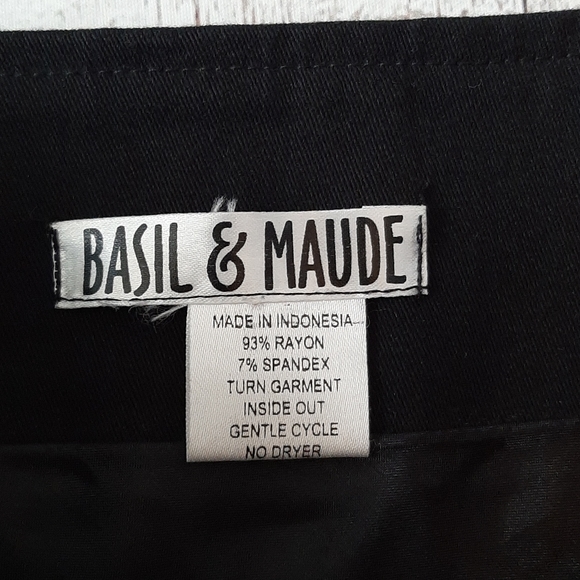 BASIL & MAUDE
MADE IN INDONESIA
93% RAYON
7% SPANDEX
TURN GARMENT
INSIDE OUT
GENTLE CYCLE
NO DRYER